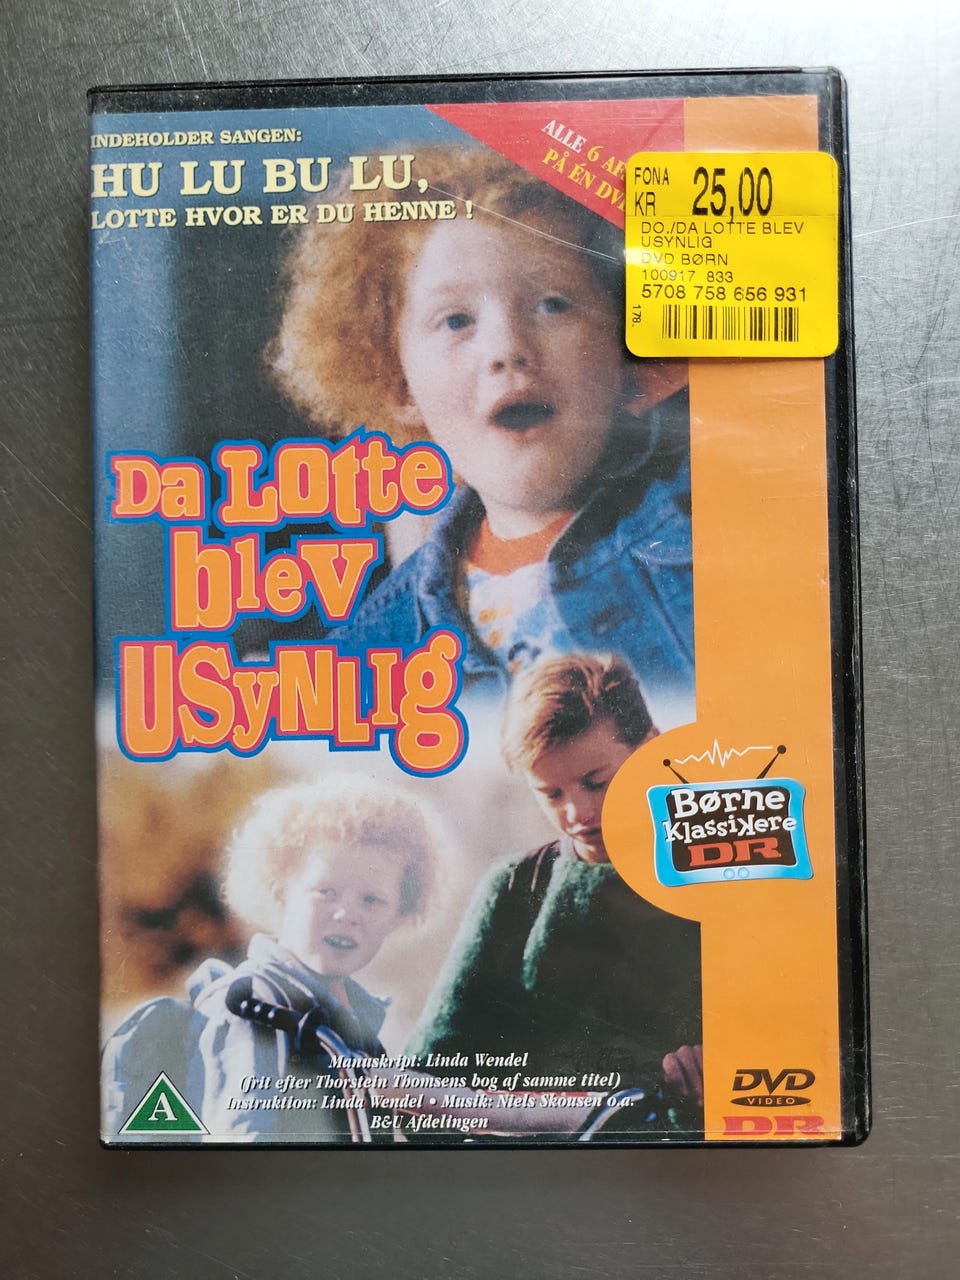 INDEHOLDER SANGEN:
HU LU BU LU,
LOTTE HVOR ER DU HENNE !
ALLE 6 AF
PÅ ÉN DVD
FONA
KR 25,00
DO./DA LOTTE BLEV
USYNLIG
DVD BØRN
100917 833
5708 758 656 931
178.
Da Lotte
blev
USYNLIG
Børne
Klassikere
DR
Manuskript: Linda Wendel
(frit efter Thorstein Thomsens bog af samme titel)
Instruktion: Linda Wendel • Musik: Niels Skousen o.a.
B&U Afdelingen
A
DVD
VIDEO
DR